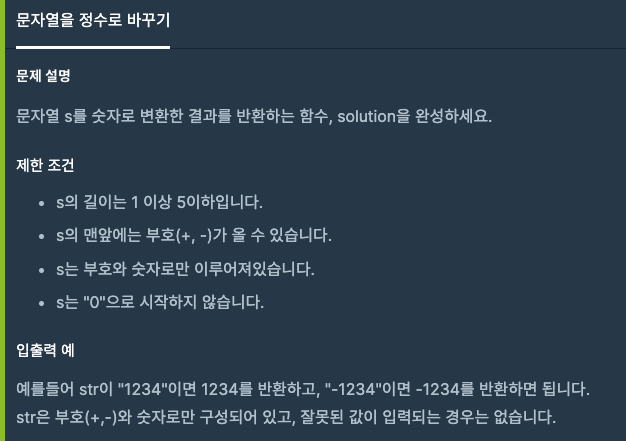 문자열을 정수로 바꾸기
문제 설명
문자열 s를 숫자로 변환한 결과를 반환하는 함수, solution을 완성하세요.
제한 조건
• s의 길이는 1 이상 5이하입니다.
• s의 맨앞에는 부호(+, -)가 올 수 있습니다.
• s는 부호와 숫자로만 이루어져있습니다.
• s는 "0"으로 시작하지 않습니다.
입출력 예
예를들어 str이 "1234"이면 1234를 반환하고, "-1234"이면 -1234를 반환하면 됩니다.
str은 부호(+,-)와 숫자로만 구성되어 있고, 잘못된 값이 입력되는 경우는 없습니다.